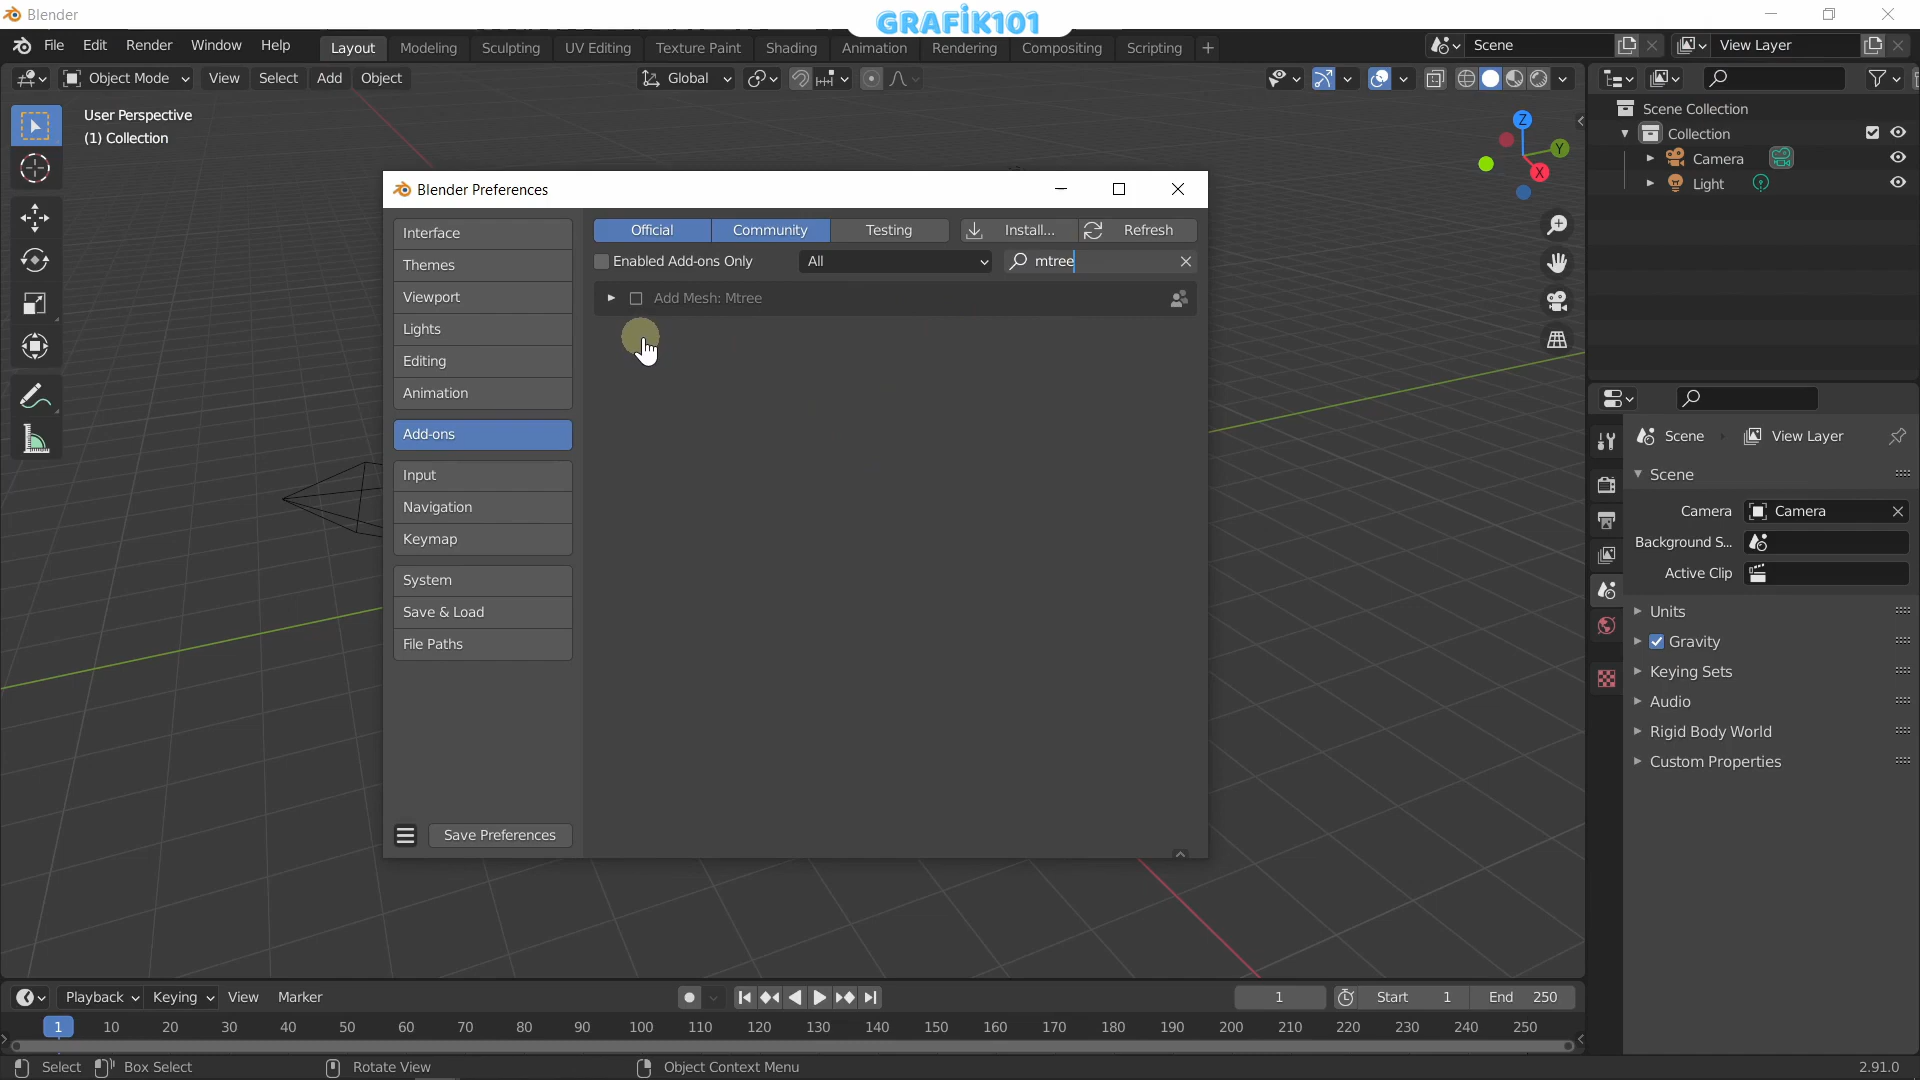 Blender
GRAFİK101
File Edit Render Window Help
Layout Modeling Sculpting UV Editing Texture Paint Shading Animation Rendering Compositing Scripting +
Scene
View Layer
Object Mode View Select Add Object
Global
User Perspective
(1) Collection
Z
Y
X
Scene Collection
Collection
Camera
Light
Blender Preferences
Interface
Themes
Viewport
Lights
Editing
Animation
Add-ons
Input
Navigation
Keymap
System
Save & Load
File Paths
Save Preferences
Official Community Testing Install... Refresh
Enabled Add-ons Only All mtree
Add Mesh: Mtree
Scene View Layer
Scene
Camera Camera
Background S...
Active Clip
Units
Gravity
Keying Sets
Audio
Rigid Body World
Custom Properties
Playback Keying View Marker
1 Start 1 End 250
1 10 20 30 40 50 60 70 80 90 100 110 120 130 140 150 160 170 180 190 200 210 220 230 240 250
Select Box Select Rotate View Object Context Menu 2.91.0